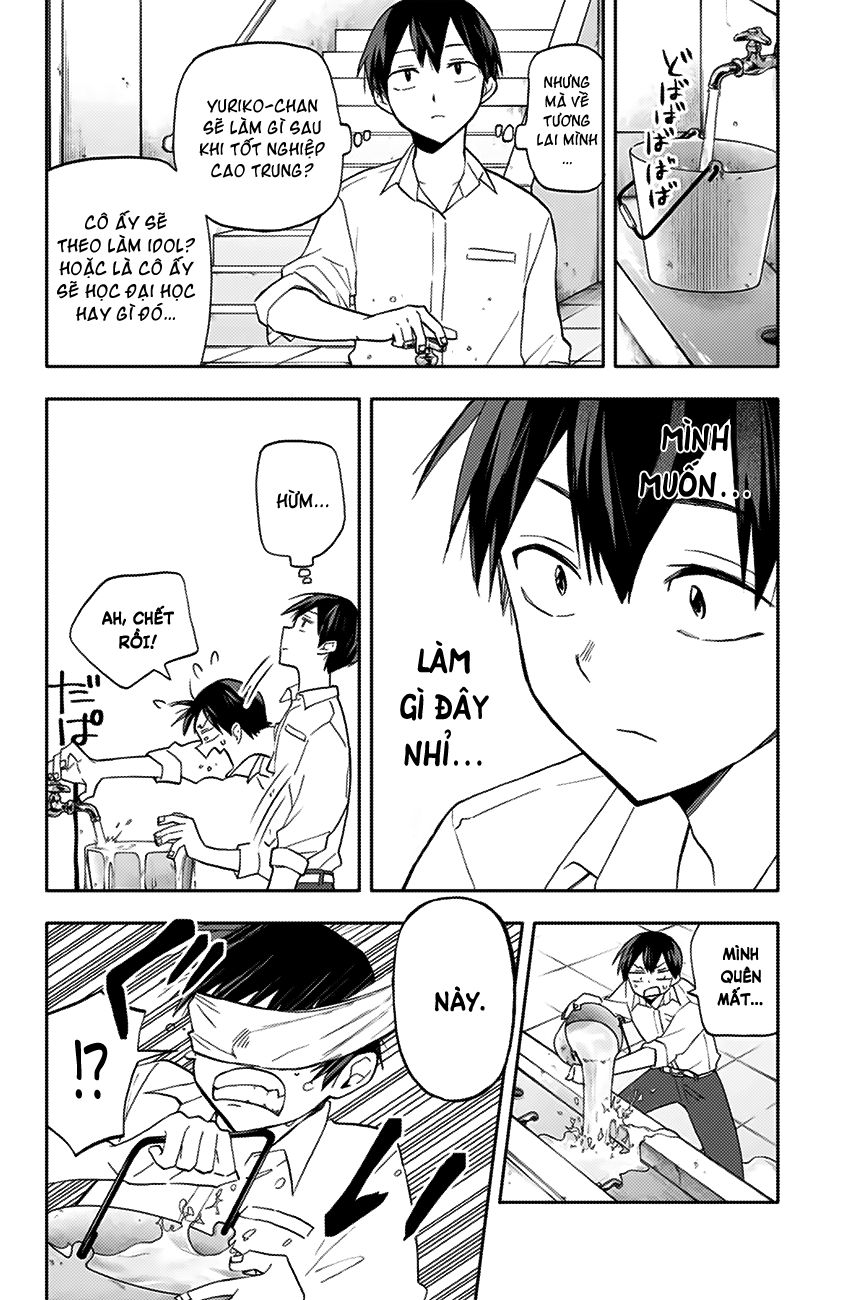 どばばばばば
NHƯNG
MÀ VỀ
TƯƠNG
LAI MÌNH
...
YURIKO-CHAN
SẼ LÀM GÌ SAU
KHI TỐT NGHIỆP
CAO TRUNG?
CÔ ẤY SẼ
THEO LÀM IDOL?
HOẶC LÀ CÔ ẤY
SẼ HỌC ĐẠI HỌC
HAY GÌ ĐÓ...
MÌNH
MUỐN...
LÀM
GÌ ĐÂY
NHỈ...
HỪM...
AH, CHẾT
RỒI!
だぱ
MÌNH
QUÊN
MẤT...
NÀY.
!?